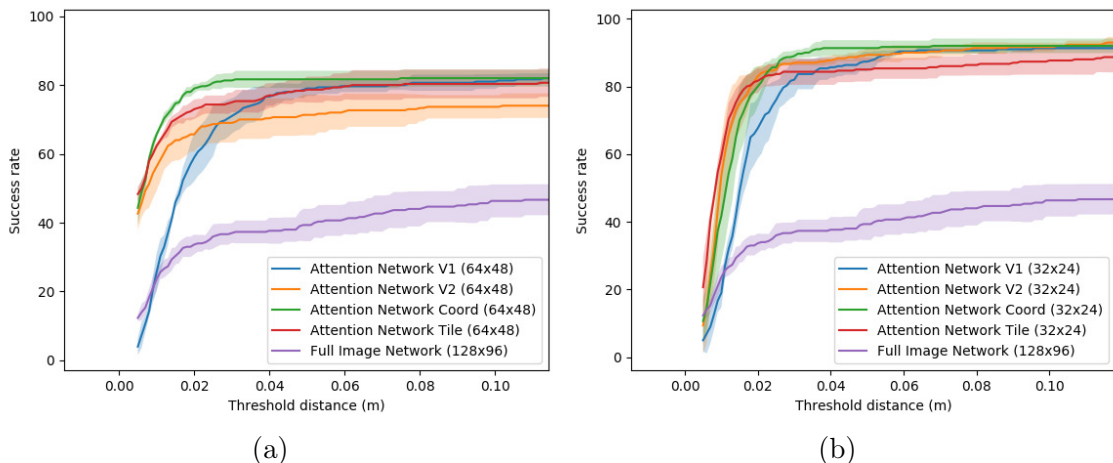 100
80
60
40
20
0
Success rate
0.00 0.02 0.04 0.06 0.08 0.10
Threshold distance (m)
Attention Network V1 (64x48)
Attention Network V2 (64x48)
Attention Network Coord (64x48)
Attention Network Tile (64x48)
Full Image Network (128x96)
(a)
100
80
60
40
20
0
Success rate
0.00 0.02 0.04 0.06 0.08 0.10
Threshold distance (m)
Attention Network V1 (32x24)
Attention Network V2 (32x24)
Attention Network Coord (32x24)
Attention Network Tile (32x24)
Full Image Network (128x96)
(b)